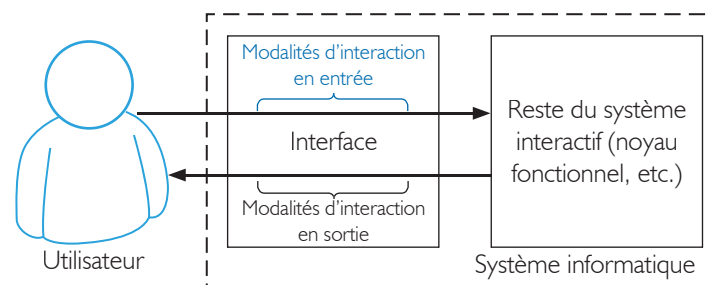 Modalités d'interaction
en entrée
Interface
Modalités d'interaction
en sortie
Reste du système
interactif (noyau
fonctionnel, etc.)
Utilisateur
Système informatique